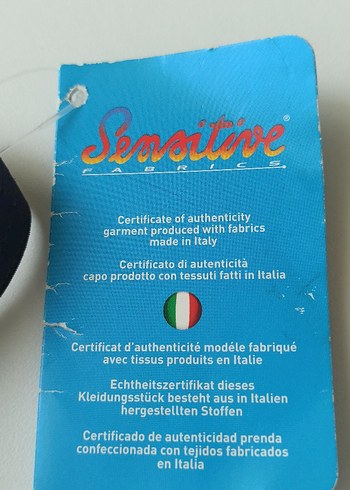 Sensitive®
FABRICS
Certificate of authenticity
garment produced with fabrics
made in Italy
Certificato di autenticità
capo prodotto con tessuti fatti in Italia
Certificat d'authenticité modéle fabriqué
avec tissus produits en Italie
Echtheitszertifikat dieses
Kleidungsstück besteht aus in Italien
hergestellten Stoffen
Certificado de autenticidad prenda
confeccionada con tejidos fabricados
en Italia